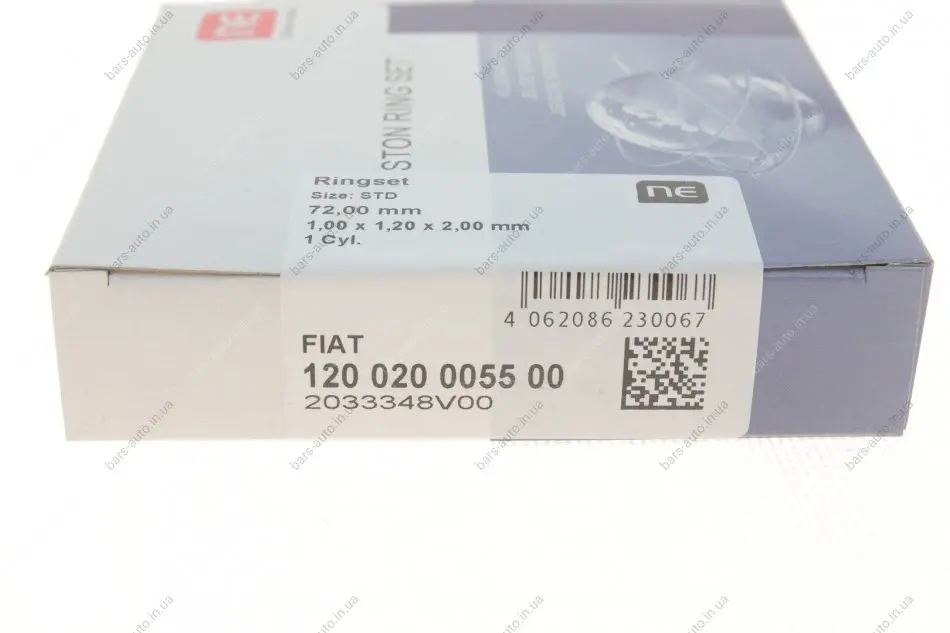 NE
STON RING SET
Ringset
Size: STD
72,00 mm
1,00 x 1,20 x 2,00 mm
1 Cyl.
NE
4 062086 230067
FIAT
120 020 0055 00
2033348V00
bars-auto.in.ua